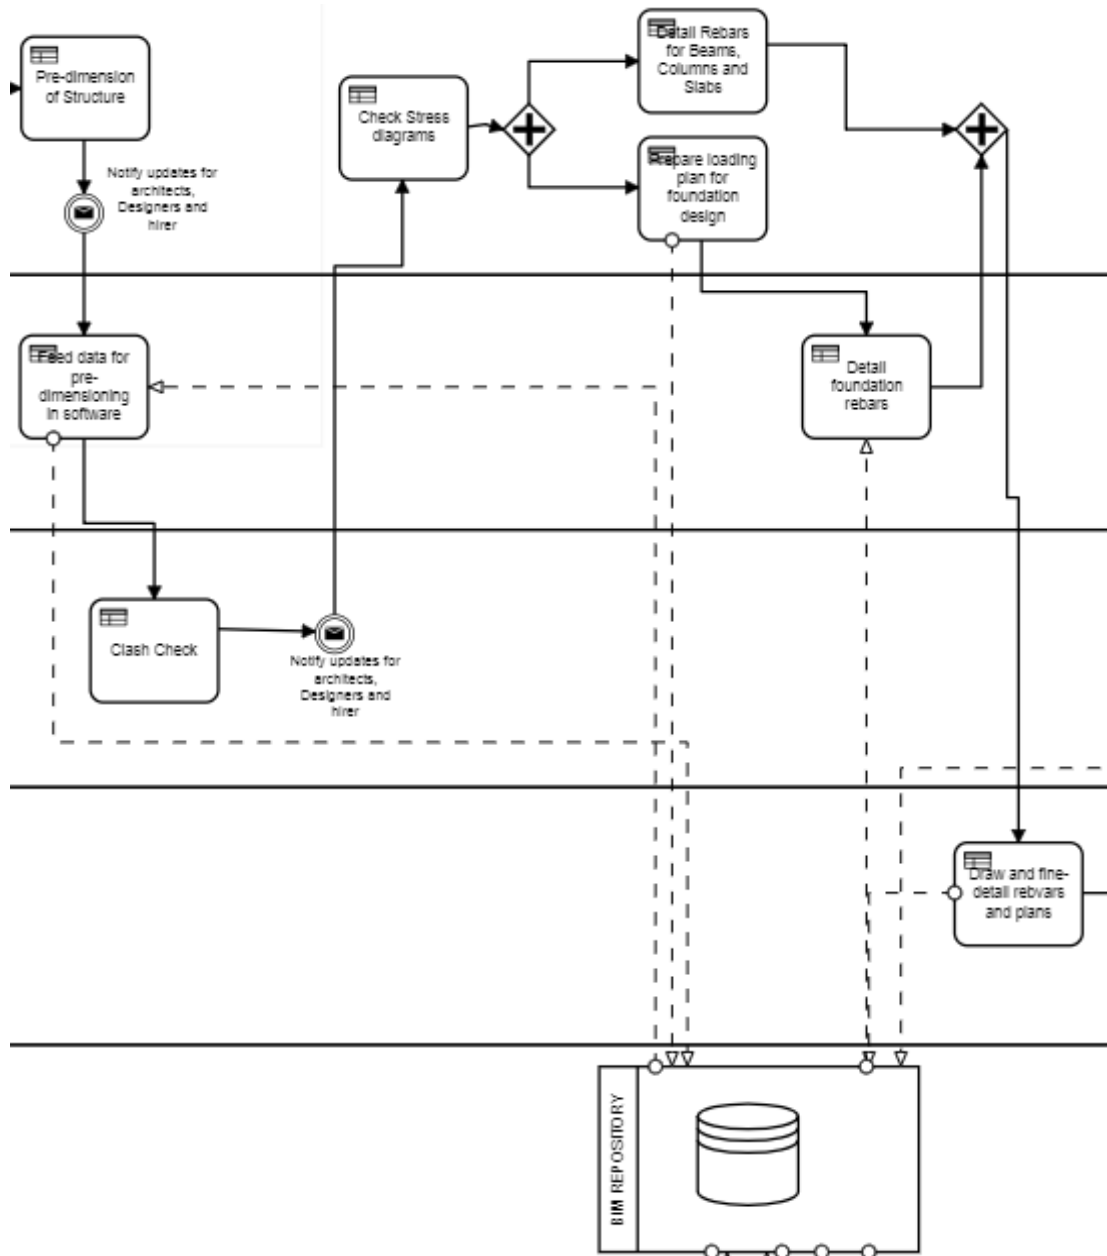 Pre-dimension
of Structure
Notify updates for
architects,
Designers and
hirer
Check Stress
diagrams
Detail Rebars
for Beams,
Columns and
Slabs
Prepare loading
plan for
foundation
design
Feed data for
pre-
dimensioning
in software
Detail
foundation
rebars
Clash Check
Notify updates for
architects,
Designers and
hirer
Draw and fine-
detail rebvars
and plans
BIM REPOSITORY